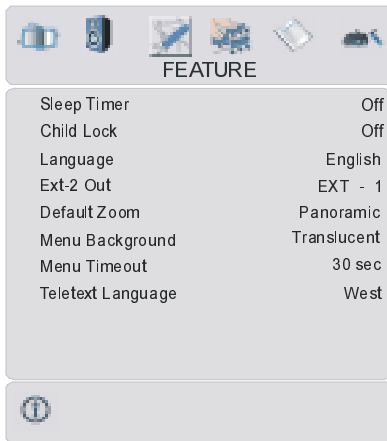 FEATURE
Sleep Timer Off
Child Lock Off
Language English
Ext-2 Out EXT - 1
Default Zoom Panoramic
Menu Background Translucent
Menu Timeout 30 sec
Teletext Language West